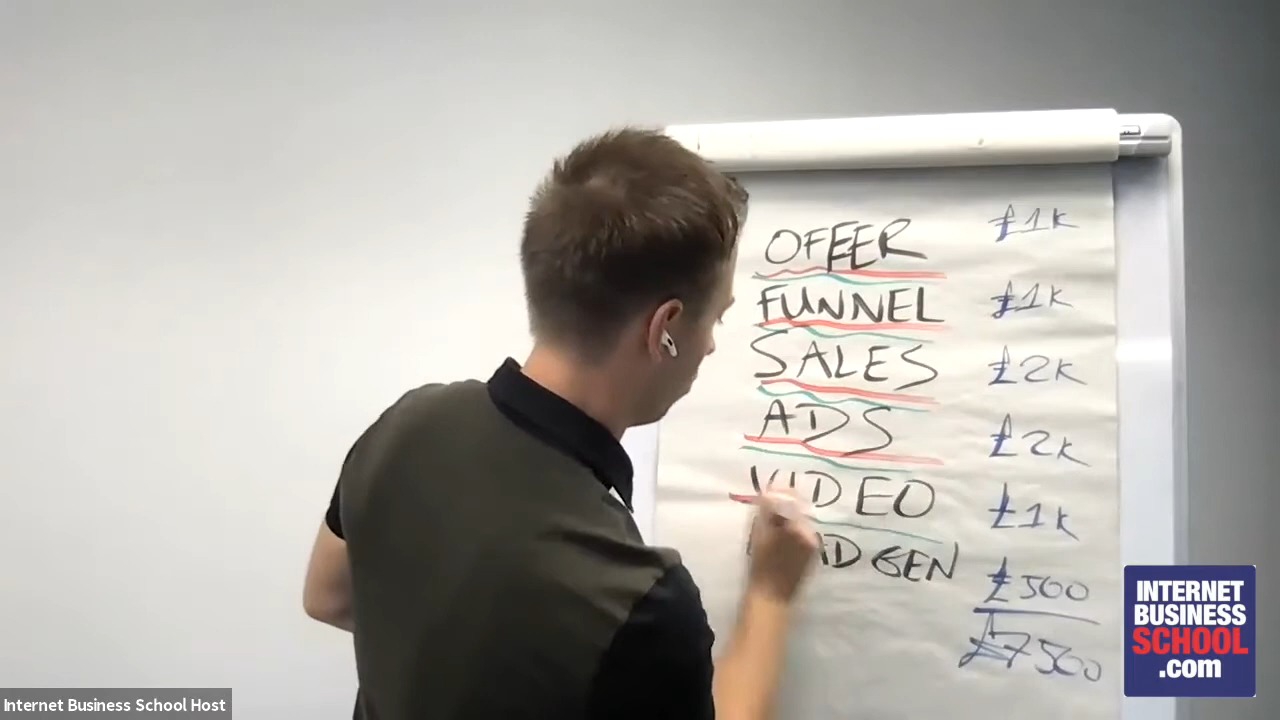 OFFER £1K
FUNNEL £1K
SALES £2K
ADS £2K
VIDEO £1K
GEN £500
£7500
INTERNET
BUSINESS
SCHOOL
.com
Internet Business School Host